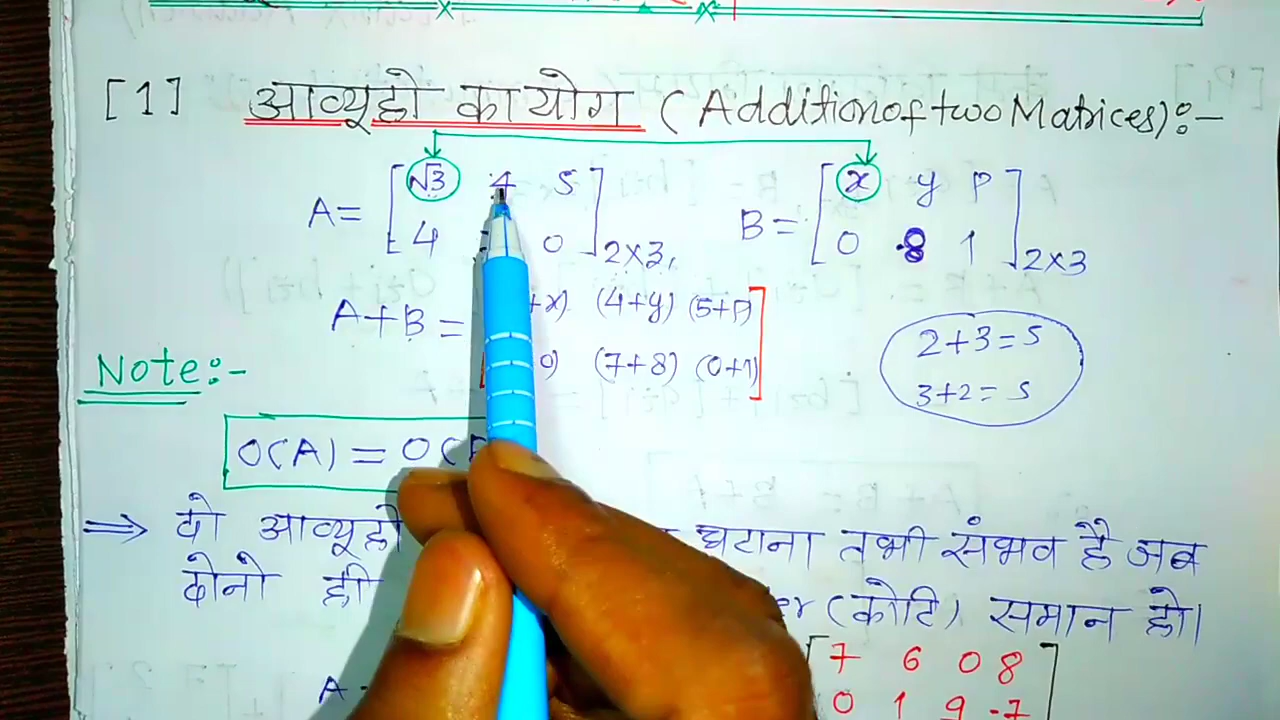 [1] आव्यूहो का योग (Addition of two Matrices):-
A= [ √3 4 5 B = [ x y P ]
4 0 ]2×3, 0 8 1 ]2×3
A+B = +x) (4+y) (5+P)
0) (7+8) (0+1) ]
2+3=5
3+2=5
Note:-
O(A) = O(
⇒ दो आव्यूहो घटाना तभी संभव है जब
दोनो ही (कोटि) समान हो।
A
7 6 0 8
0 1 9 -7